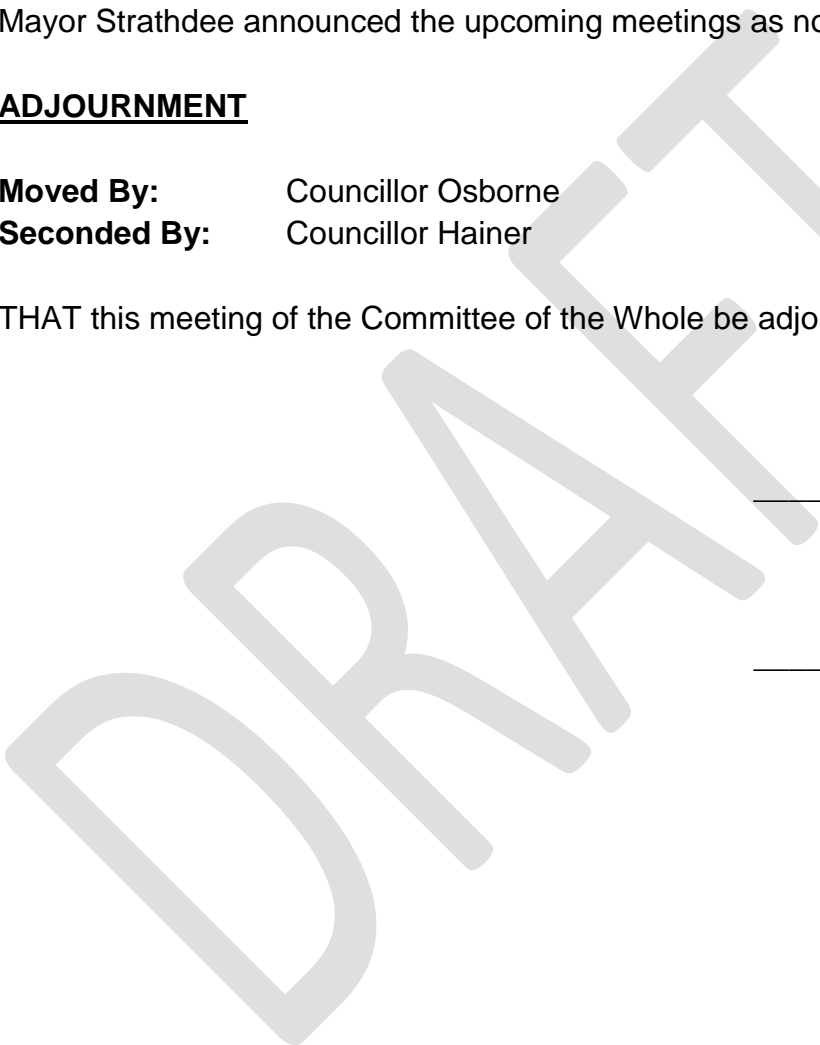 Mayor Strathdee announced the upcoming meetings as
ADJOURNMENT
Moved By: Councillor Osborne
Seconded By: Councillor Hainer
THAT this meeting of the Committee of the Whole be
DRAFT